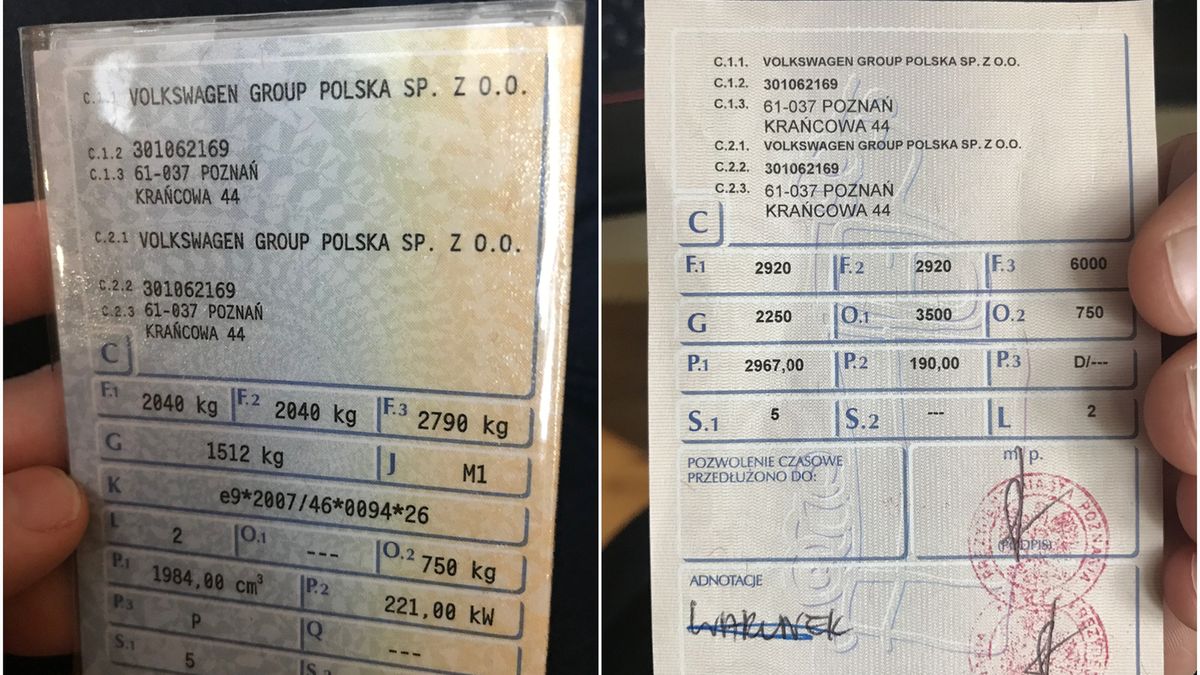 C.1.1 VOLKSWAGEN GROUP POLSKA SP. Z O.O.
C.1.2 301062169
C.1.3 61-037 POZNAŃ
KRAŃCOWA 44
C.2.1 VOLKSWAGEN GROUP POLSKA SP. Z O.O.
C.2.2 301062169
C.2.3 61-037 POZNAŃ
KRAŃCOWA 44
C
F.1 2040 kg F.2 2040 kg F.3 2790 kg
G 1512 kg J M1
K e9*2007/46*0094*26
L 2 O.1 --- O.2 750 kg
P.1 1984,00 cm³ P.2 221,00 kW
P.3 P Q ---
S.1 5 S.2
C.1.1. VOLKSWAGEN GROUP POLSKA SP. Z O.O.
C.1.2. 301062169
C.1.3. 61-037 POZNAŃ
KRAŃCOWA 44
C.2.1. VOLKSWAGEN GROUP POLSKA SP. Z O.O.
C.2.2. 301062169
C.2.3. 61-037 POZNAŃ
KRAŃCOWA 44
C
F.1 2920 F.2 2920 F.3 6000
G 2250 O.1 3500 O.2 750
P.1 2967,00 P.2 190,00 P.3 D/---
S.1 5 S.2 --- L 2
POZWOLENIE CZASOWE
PRZEDŁUŻONO DO:
m. p.
(PODPIS)
ADNOTACJE
WARUNEK